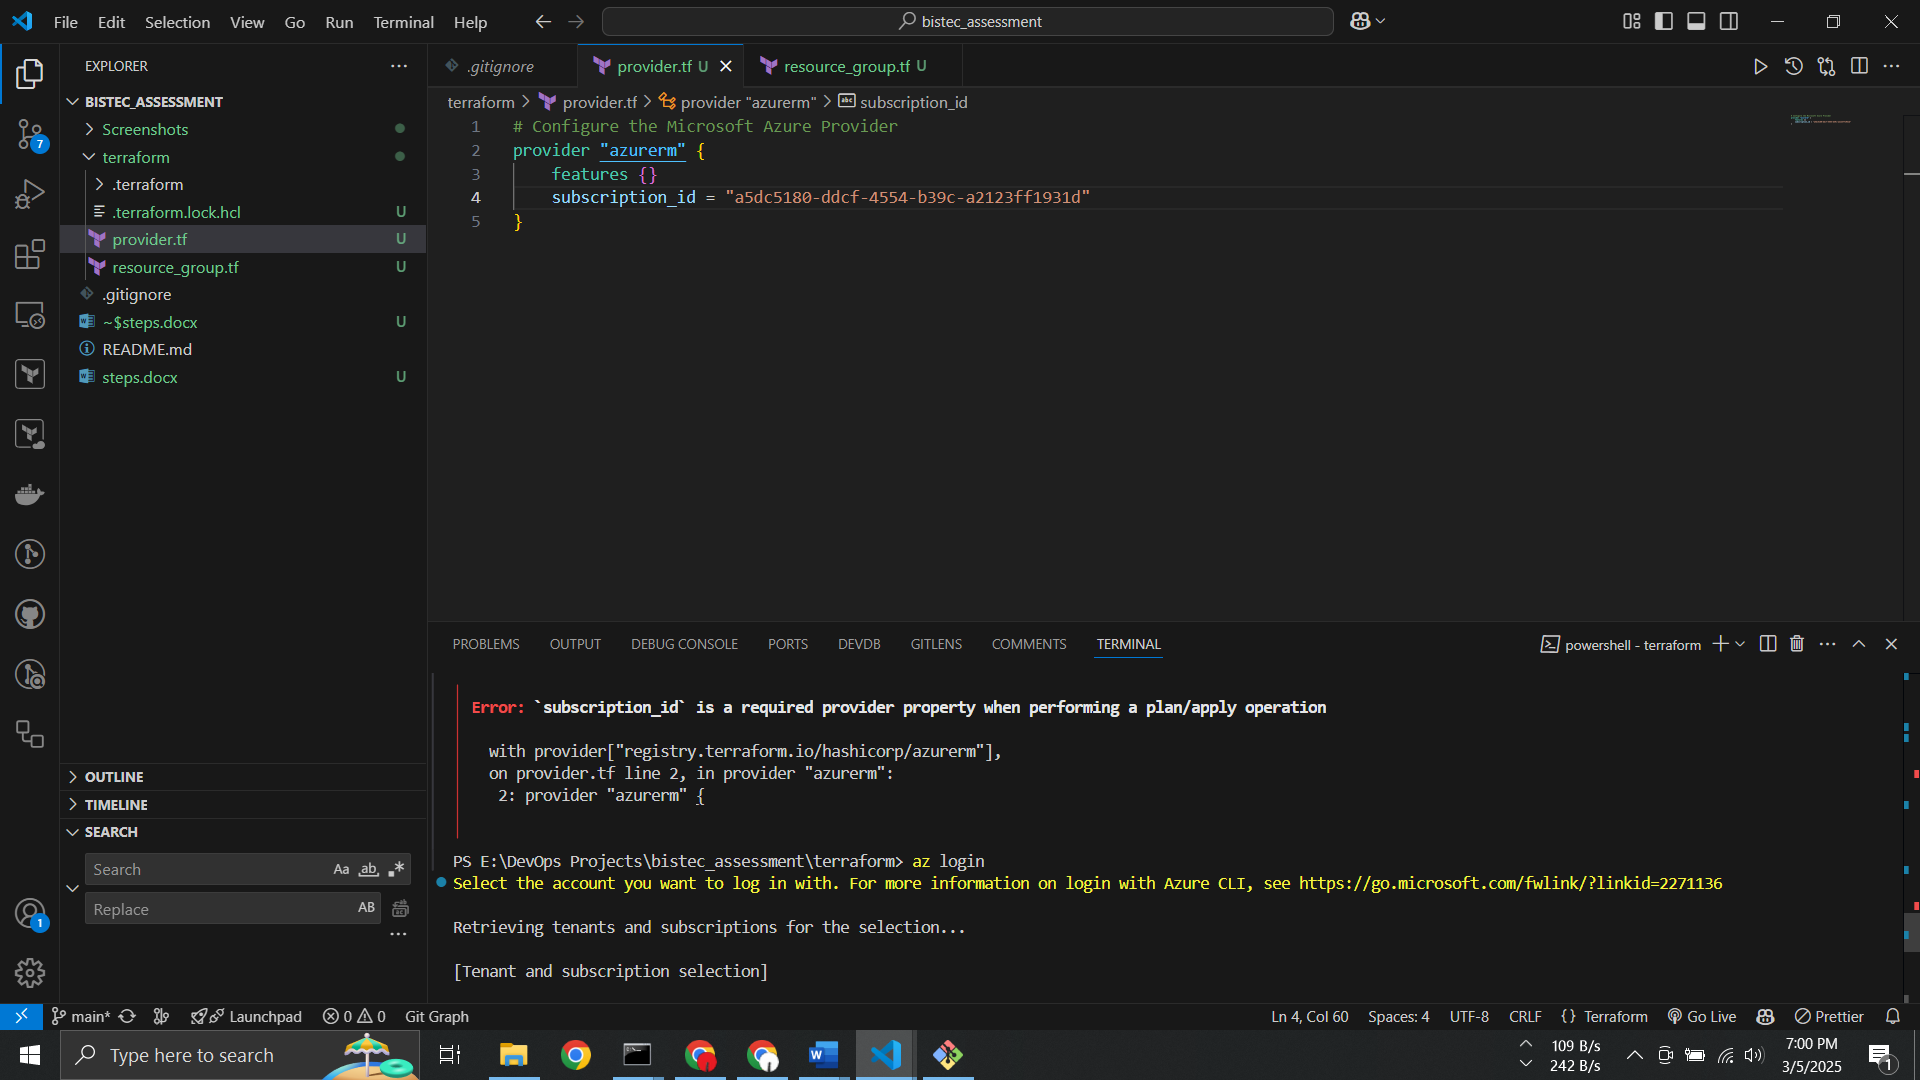 File Edit Selection View Go Run Terminal Help
bistec_assessment
EXPLORER
BISTEC_ASSESSMENT
Screenshots
terraform
.terraform
.terraform.lock.hcl U
provider.tf U
resource_group.tf U
.gitignore
~$steps.docx U
README.md
steps.docx U
OUTLINE
TIMELINE
SEARCH
Search Aa ab
Replace AB
7
1
.gitignore
provider.tf U
resource_group.tf U
terraform > provider.tf > provider "azurerm" > subscription_id
1 # Configure the Microsoft Azure Provider
2 provider "azurerm" {
3 features {}
4 subscription_id = "a5dc5180-ddcf-4554-b39c-a2123ff1931d"
5 }
PROBLEMS OUTPUT DEBUG CONSOLE PORTS DEVDB GITLENS COMMENTS TERMINAL
powershell - terraform
Error: `subscription_id` is a required provider property when performing a plan/apply operation
with provider["registry.terraform.io/hashicorp/azurerm"],
on provider.tf line 2, in provider "azurerm":
2: provider "azurerm" {
PS E:\DevOps Projects\bistec_assessment\terraform> az login
Select the account you want to log in with. For more information on login with Azure CLI, see https://go.microsoft.com/fwlink/?linkid=2271136
Retrieving tenants and subscriptions for the selection...
[Tenant and subscription selection]
main* Launchpad 0 0 Git Graph
Ln 4, Col 60 Spaces: 4 UTF-8 CRLF {} Terraform Go Live Prettier
Type here to search
109 B/s
242 B/s
7:00 PM
3/5/2025
1